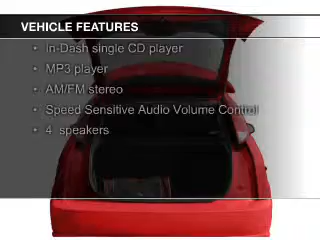 VEHICLE FEATURES
• In-Dash single CD player
• MP3 player
• AM/FM stereo
• Speed Sensitive Audio Volume Control
• 4 speakers